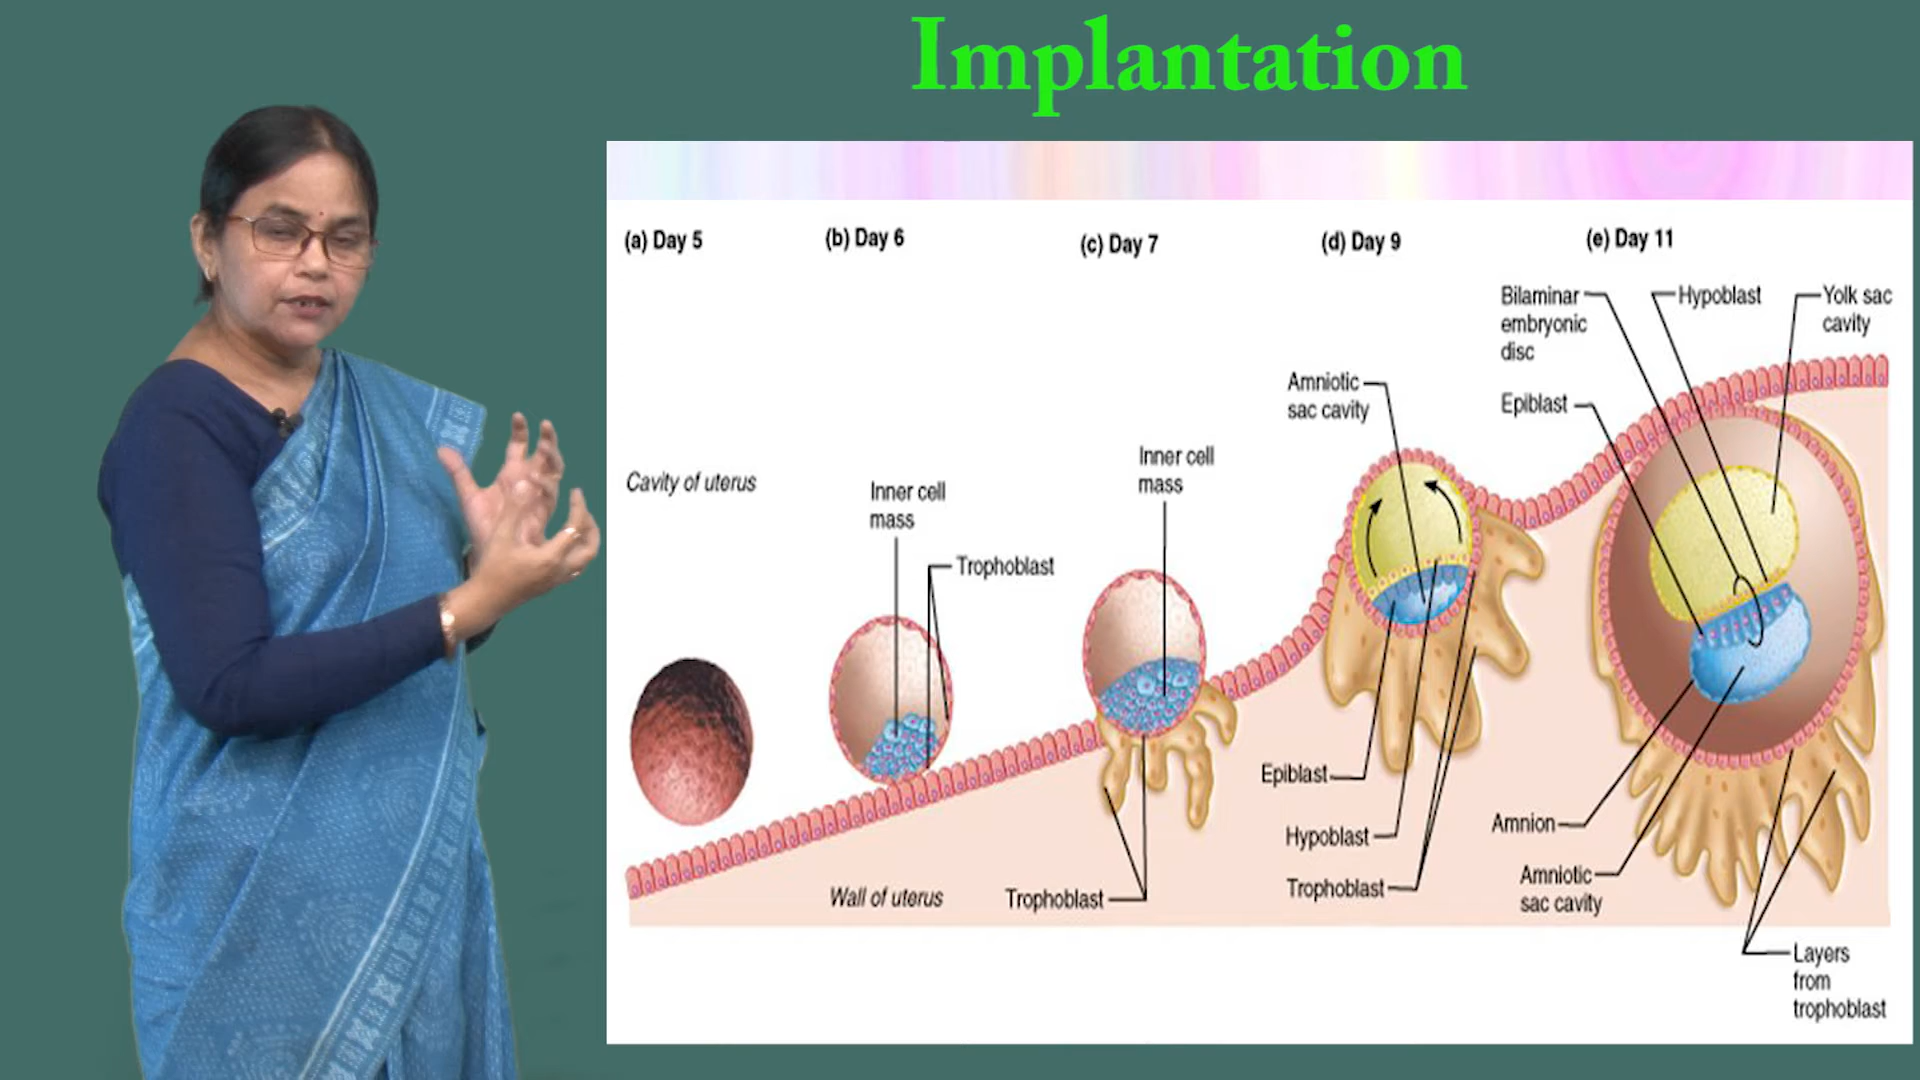 Implantation
(a) Day 5
(b) Day 6
(c) Day 7
(d) Day 9
(e) Day 11
Cavity of uterus
Inner cell
mass
Trophoblast
Wall of uterus
Inner cell
mass
Trophoblast
Amniotic
sac cavity
Epiblast
Hypoblast
Trophoblast
Bilaminar
embryonic
disc
Hypoblast
Yolk sac
cavity
Epiblast
Amnion
Amniotic
sac cavity
Layers
from
trophoblast